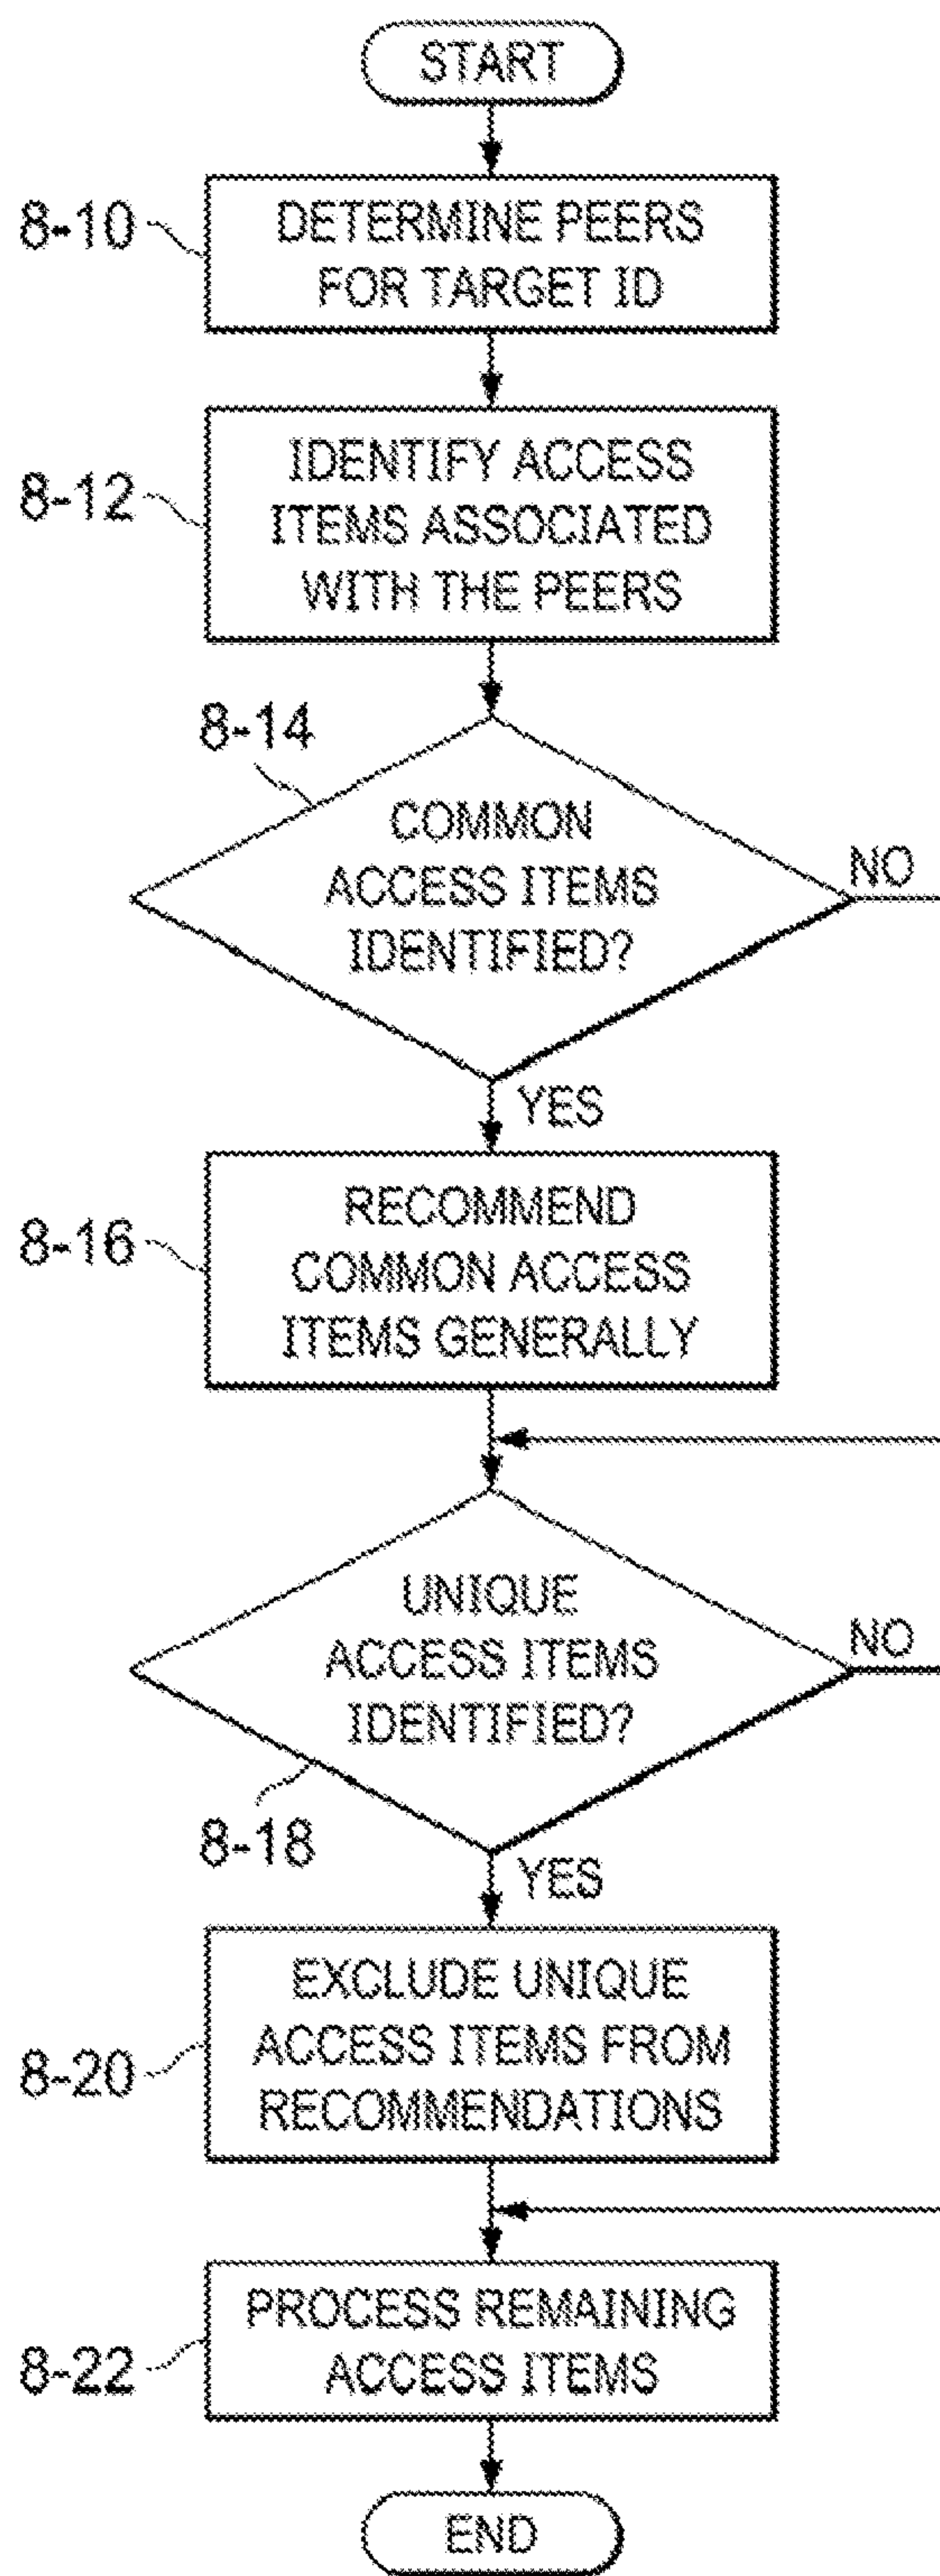 START
8-10
DETERMINE PEERS
FOR TARGET ID
8-12
IDENTIFY ACCESS
ITEMS ASSOCIATED
WITH THE PEERS
8-14
COMMON
ACCESS ITEMS
IDENTIFIED?
NO
YES
8-16
RECOMMEND
COMMON ACCESS
ITEMS GENERALLY
UNIQUE
ACCESS ITEMS
IDENTIFIED?
NO
8-18
YES
8-20
EXCLUDE UNIQUE
ACCESS ITEMS FROM
RECOMMENDATIONS
8-22
PROCESS REMAINING
ACCESS ITEMS
END